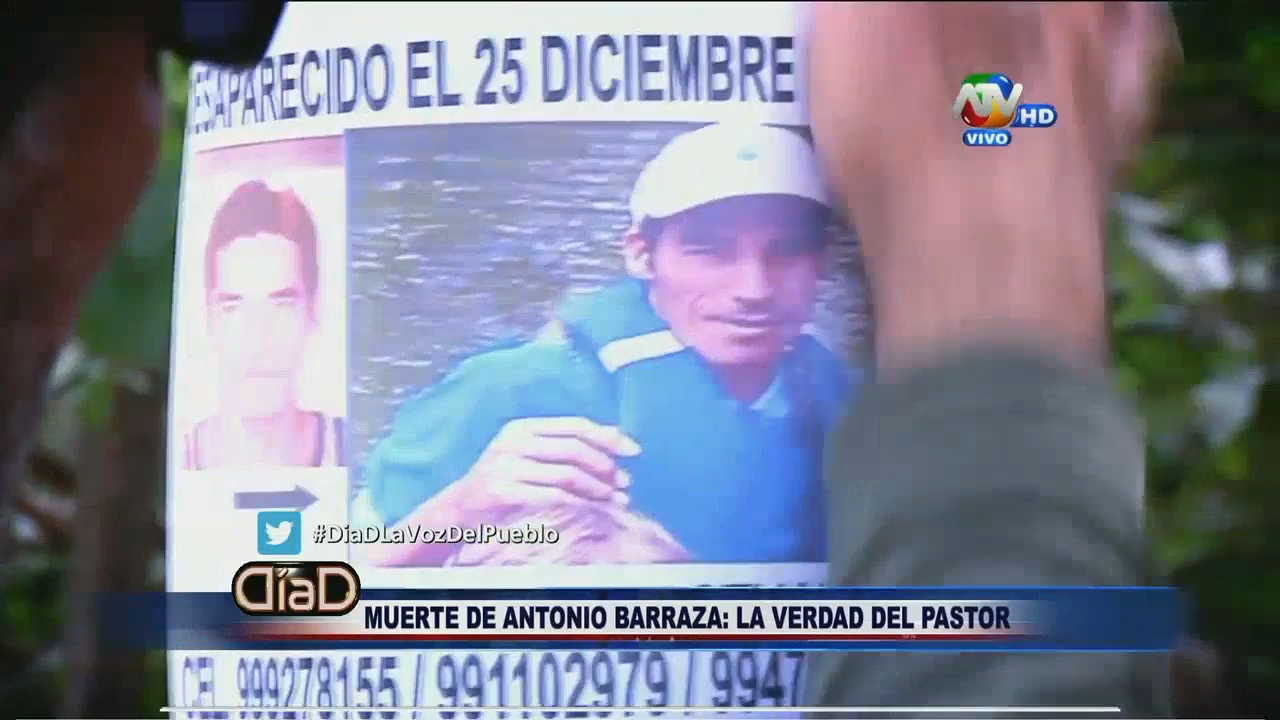 DESAPARECIDO EL 25 DICIEMBRE
ATV HD
VIVO
#DiaDLaVozDelPueblo
DíaD
MUERTE DE ANTONIO BARRAZA: LA VERDAD DEL PASTOR
CEL. 999278155 / 991102979 / 9947